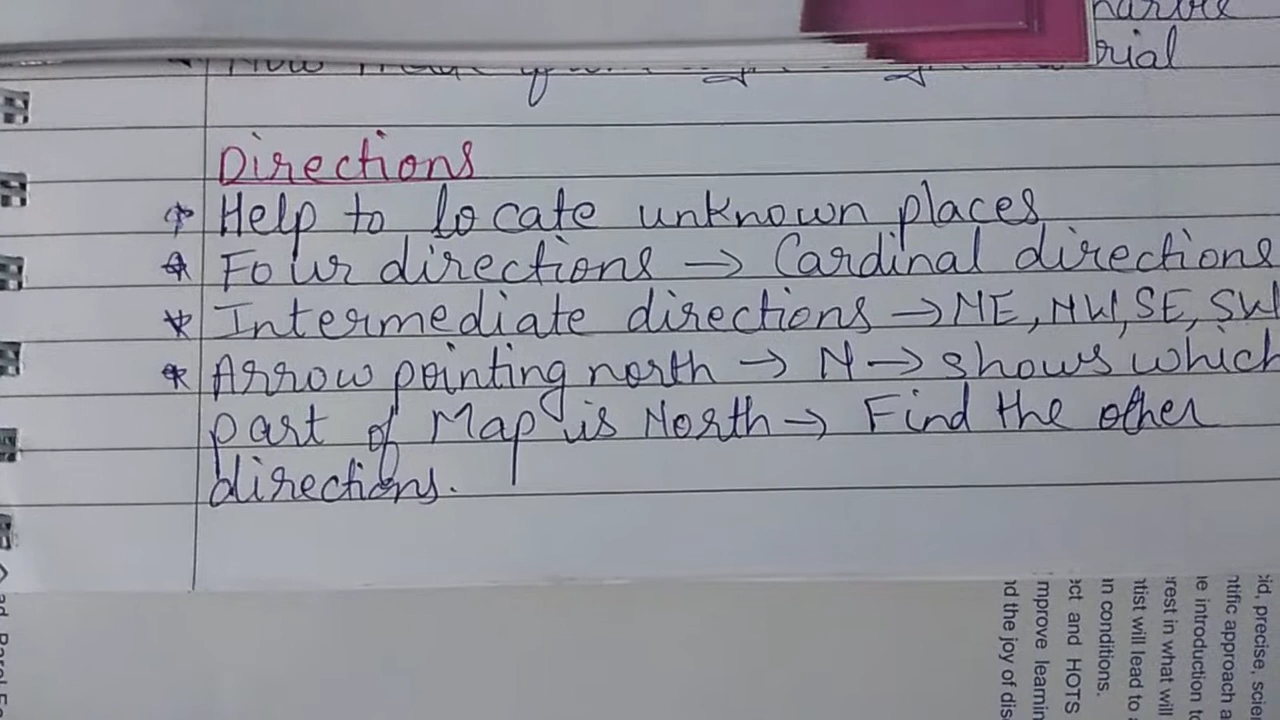 rial
Directions
Help to locate unknown places
Four directions → Cardinal directions
Intermediate directions → NE, NW, SE, SW
Arrow pointing north → N → shows which
part of Map is North → Find the other
directions.
id, precise, scien
ntific approach a
e introduction to
rest in what will
ntist will lead to
in conditions.
ect and HOTS
mprove learnin
nd the joy of dis